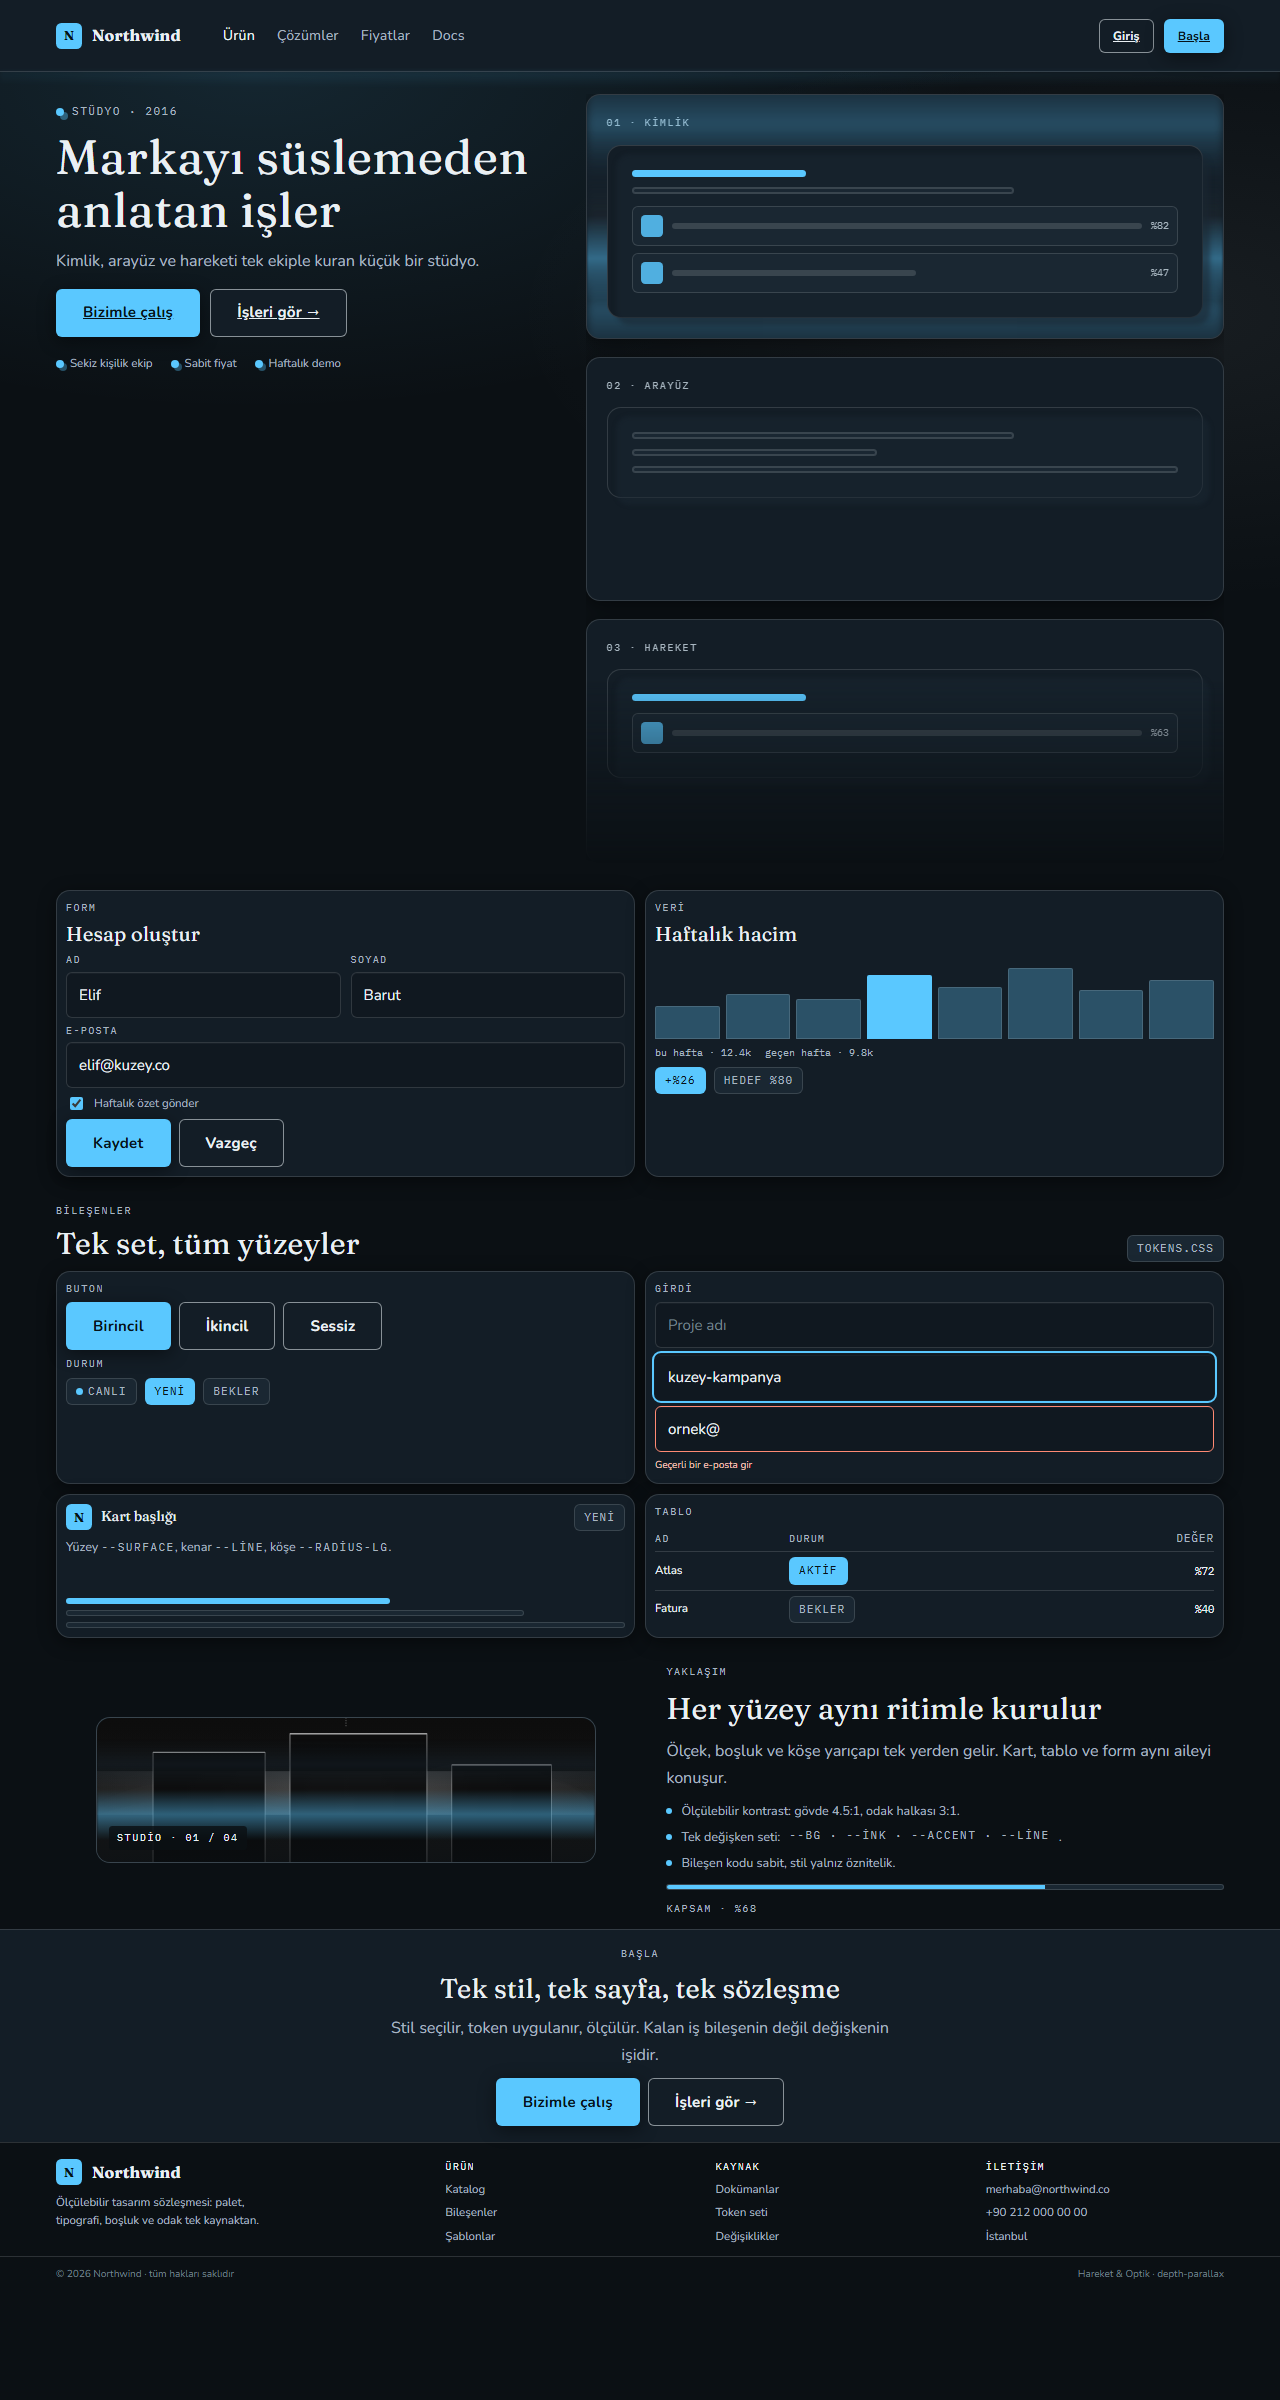 N Northwind Ürün Çözümler Fiyatlar Docs Giriş Başla
STÜDYO · 2016
Markayı süslemeden
anlatan işler
Kimlik, arayüz ve hareketi tek ekiple kuran küçük bir stüdyo.
Bizimle çalış İşleri gör →
Sekiz kişilik ekip Sabit fiyat Haftalık demo
01 · KİMLİK
%82
%47
02 · ARAYÜZ
03 · HAREKET
%63
FORM
Hesap oluştur
AD SOYAD
Elif Barut
E-POSTA
elif@kuzey.co
Haftalık özet gönder
Kaydet Vazgeç
VERİ
Haftalık hacim
bu hafta · 12.4k geçen hafta · 9.8k
+%26 HEDEF %80
BİLEŞENLER
Tek set, tüm yüzeyler
TOKENS.CSS
BUTON
Birincil İkincil Sessiz
DURUM
CANLI YENİ BEKLER
GİRDİ
Proje adı
kuzey-kampanya
ornek@
Geçerli bir e-posta gir
N Kart başlığı YENİ
Yüzey --SURFACE, kenar --LİNE, köşe --RADİUS-LG.
TABLO
AD DURUM DEĞER
Atlas AKTİF %72
Fatura BEKLER %40
STUDİO · 01 / 04
YAKLAŞIM
Her yüzey aynı ritimle kurulur
Ölçek, boşluk ve köşe yarıçapı tek yerden gelir. Kart, tablo ve form aynı aileyi
konuşur.
Ölçülebilir kontrast: gövde 4.5:1, odak halkası 3:1.
Tek değişken seti: --BG · --İNK · --ACCENT · --LİNE .
Bileşen kodu sabit, stil yalnız öznitelik.
KAPSAM · %68
BAŞLA
Tek stil, tek sayfa, tek sözleşme
Stil seçilir, token uygulanır, ölçülür. Kalan iş bileşenin değil değişkenin
işidir.
Bizimle çalış İşleri gör →
N Northwind
Ölçülebilir tasarım sözleşmesi: palet,
tipografi, boşluk ve odak tek kaynaktan.
ÜRÜN
Katalog
Bileşenler
Şablonlar
KAYNAK
Dokümanlar
Token seti
Değişiklikler
İLETİŞİM
merhaba@northwind.co
+90 212 000 00 00
İstanbul
© 2026 Northwind · tüm hakları saklıdır
Hareket & Optik · depth-parallax